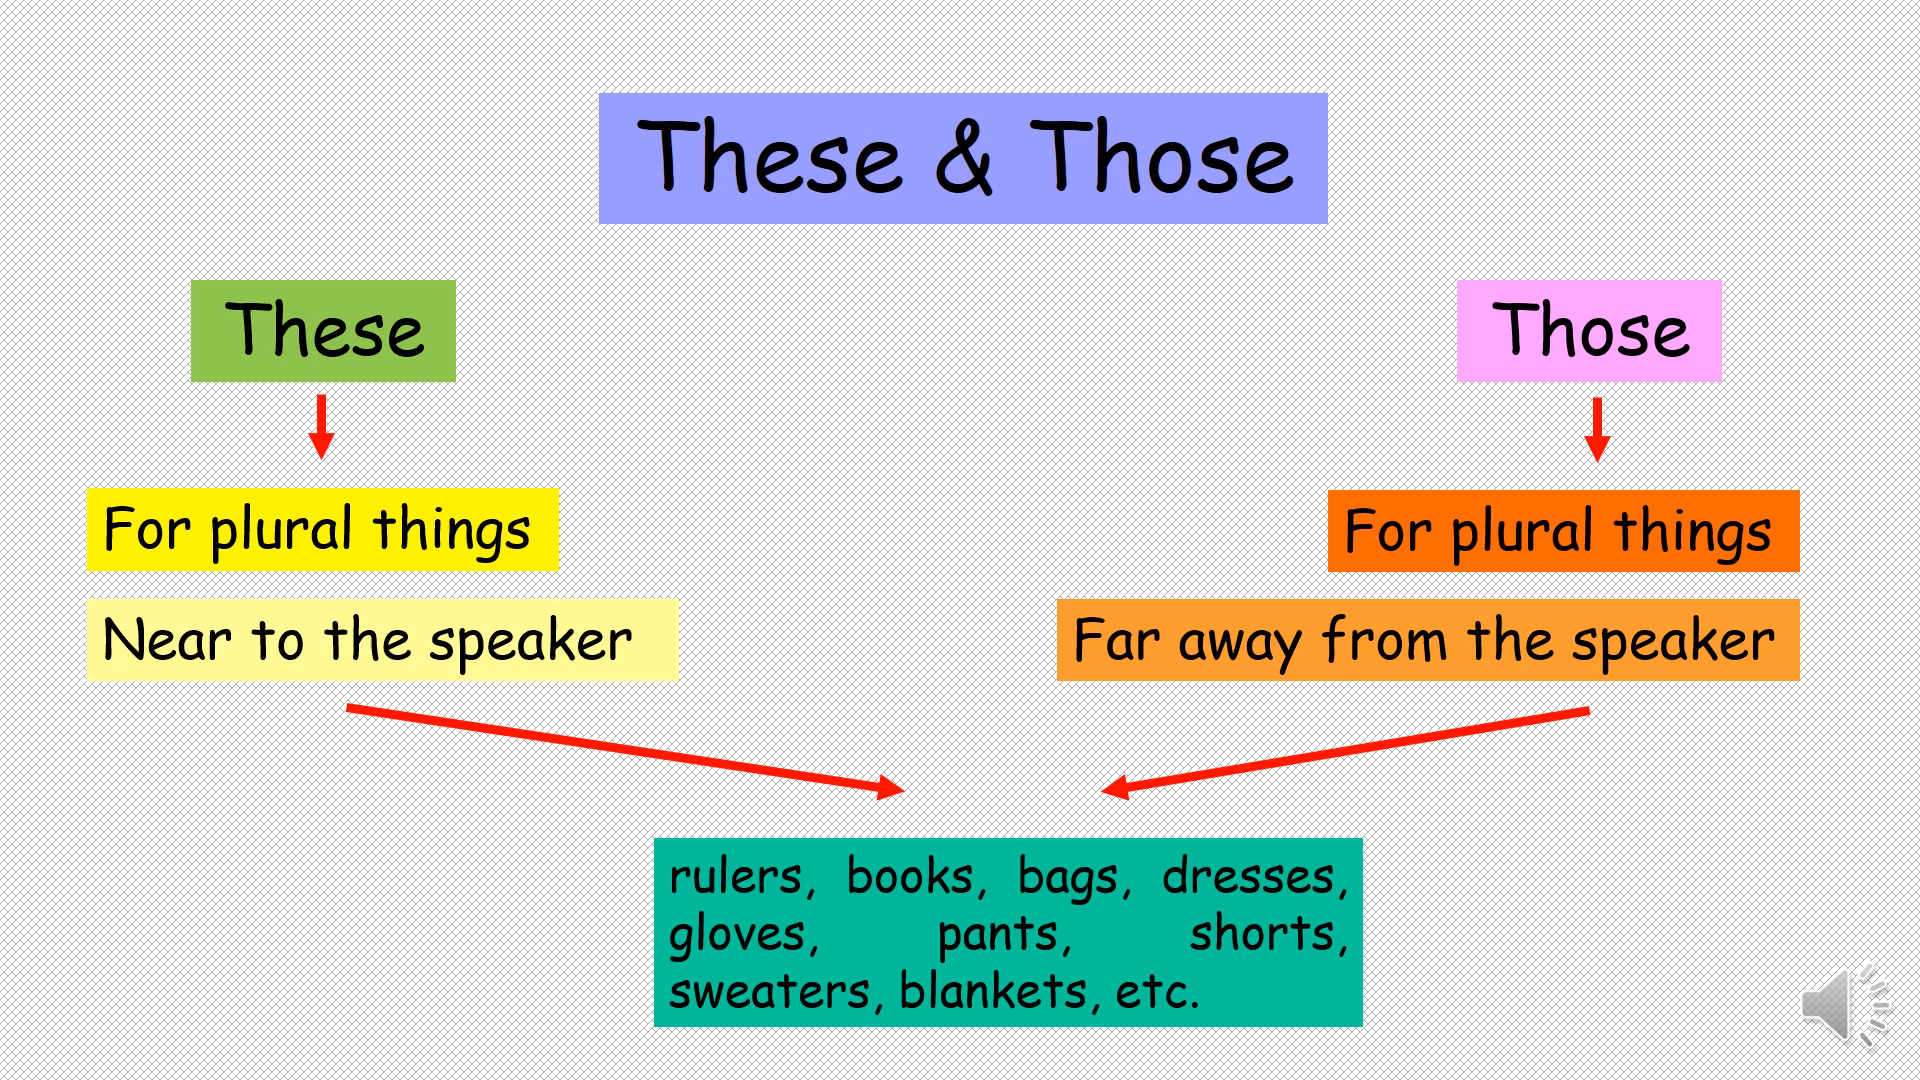 These & Those
These
Those
For plural things
For plural things
Near to the speaker
Far away from the speaker
rulers, books, bags, dresses,
gloves, pants, shorts,
sweaters, blankets, etc.